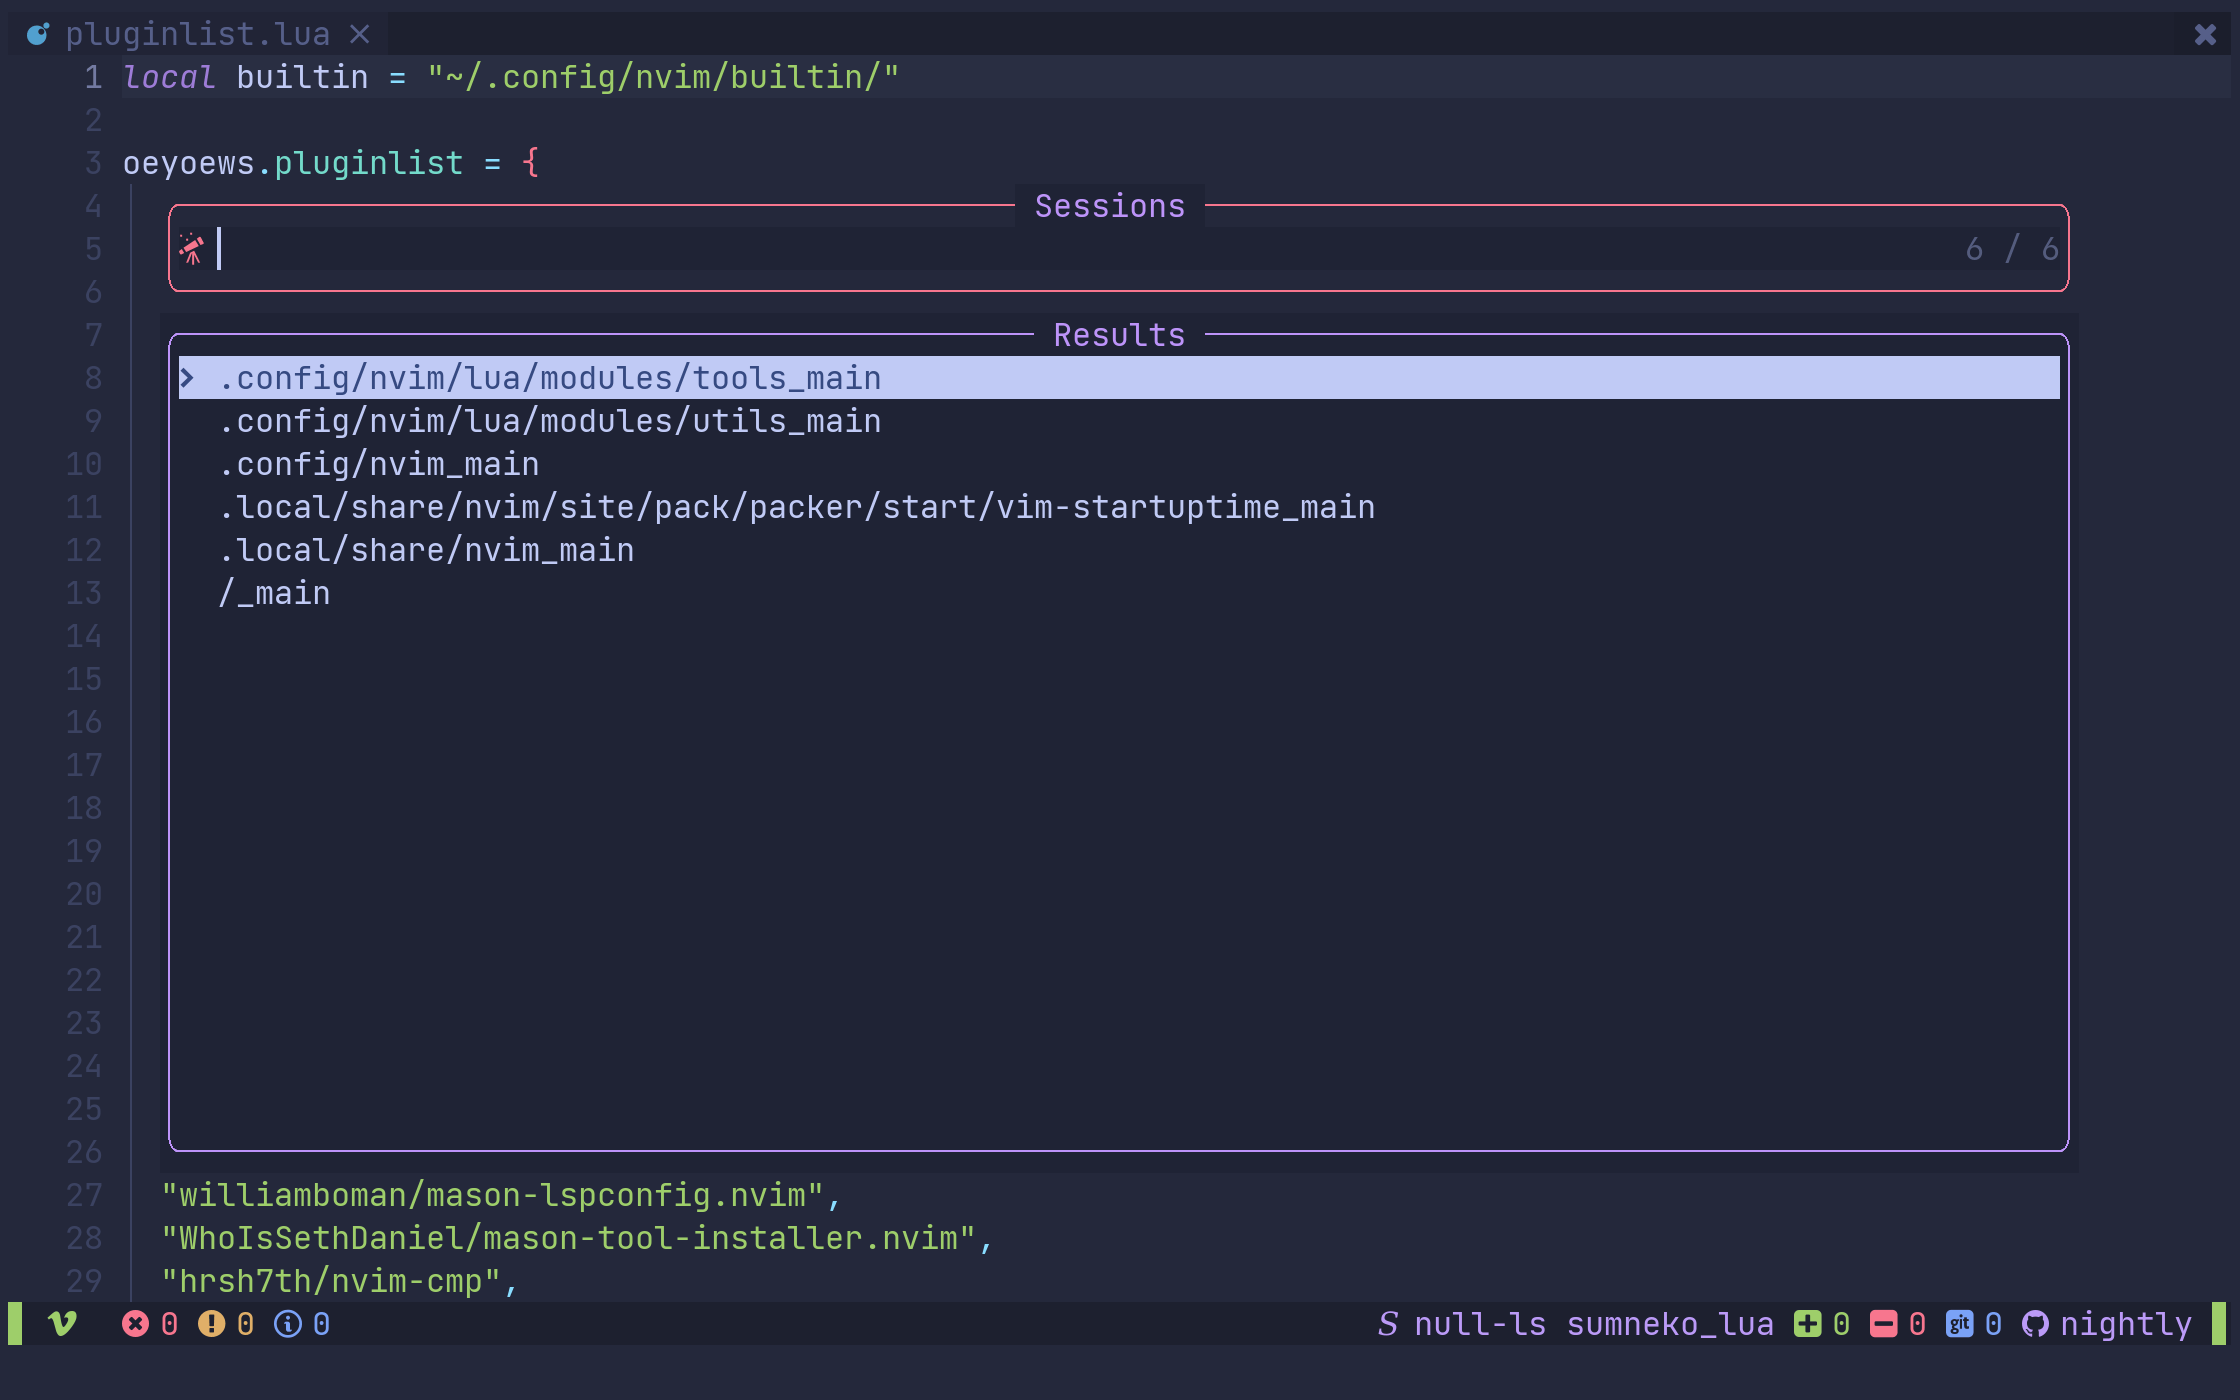 pluginlist.lua
1 local builtin = "~/.config/nvim/builtin/"
2
3 oeyoews.pluginlist = {
4 Sessions
5 6 / 6
6
7 Results
8 > .config/nvim/lua/modules/tools_main
9 .config/nvim/lua/modules/utils_main
10 .config/nvim_main
11 .local/share/nvim/site/pack/packer/start/vim-startuptime_main
12 .local/share/nvim_main
13 /_main
14
15
16
17
18
19
20
21
22
23
24
25
26
27 "williamboman/mason-lspconfig.nvim",
28 "WhoIsSethDaniel/mason-tool-installer.nvim",
29 "hrsh7th/nvim-cmp",
0 0 0 S null-ls sumneko_lua 0 0 git 0 nightly